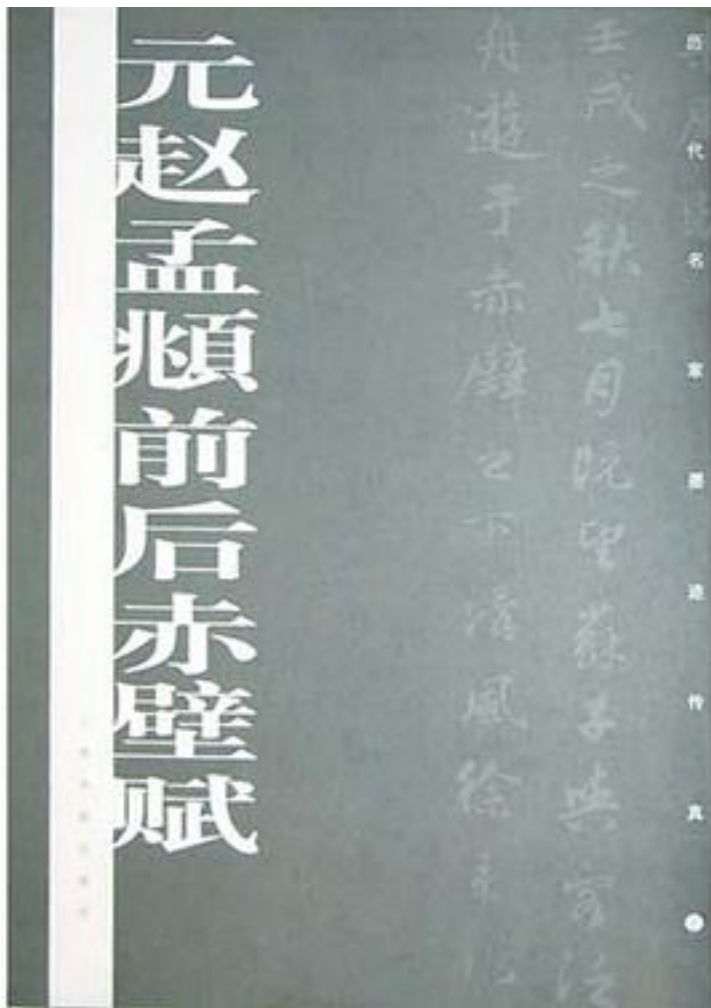 历代名家墨迹传真
壬戌之秋七月既望蘇子與客泛
舟遊于赤壁之下清風徐來
元赵孟頫前后赤壁赋